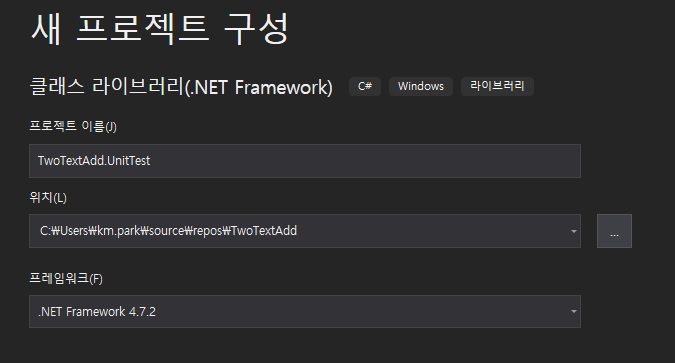 새 프로젝트 구성
클래스 라이브러리(.NET Framework) C# Windows 라이브러리
프로젝트 이름(J)
TwoTextAdd.UnitTest
위치(L)
C:₩Users₩km.park₩source₩repos₩TwoTextAdd
...
프레임워크(F)
.NET Framework 4.7.2